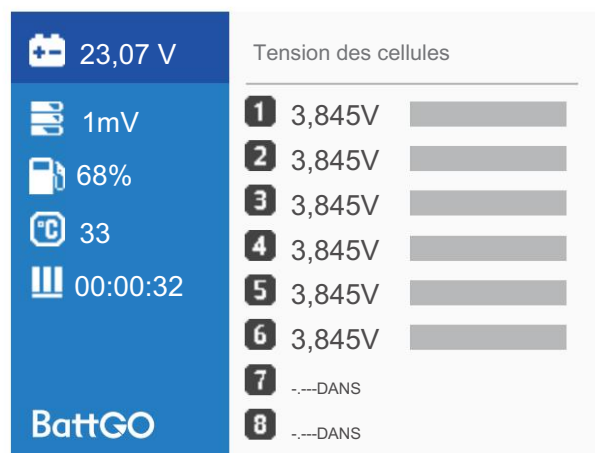 23,07 V
1mV
68%
°C 33
00:00:32
BattGO
Tension des cellules
1 3,845V
2 3,845V
3 3,845V
4 3,845V
5 3,845V
6 3,845V
7 -.---DANS
8 -.---DANS